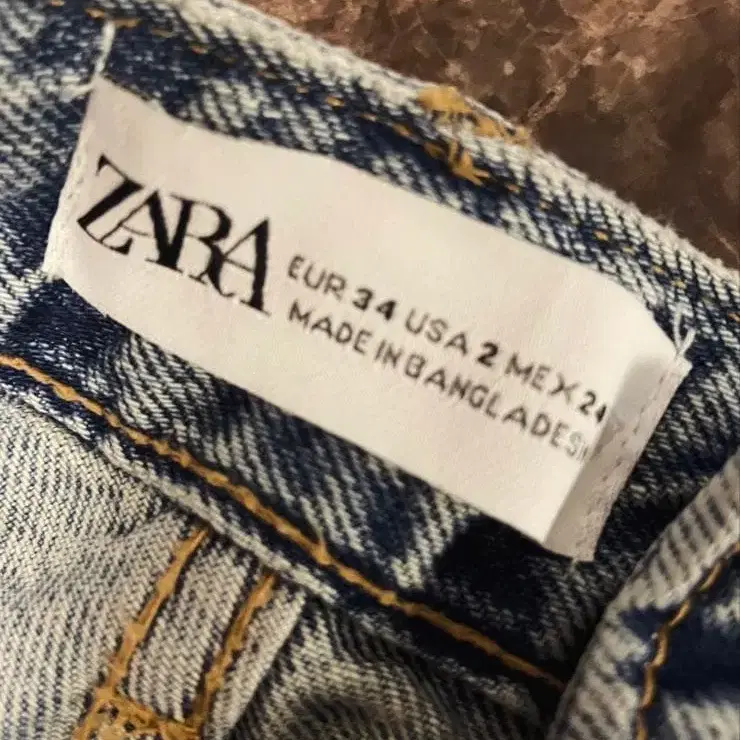 ZARA
EUR 34 USA 2 MEX 24
MADE IN BANGLADESH